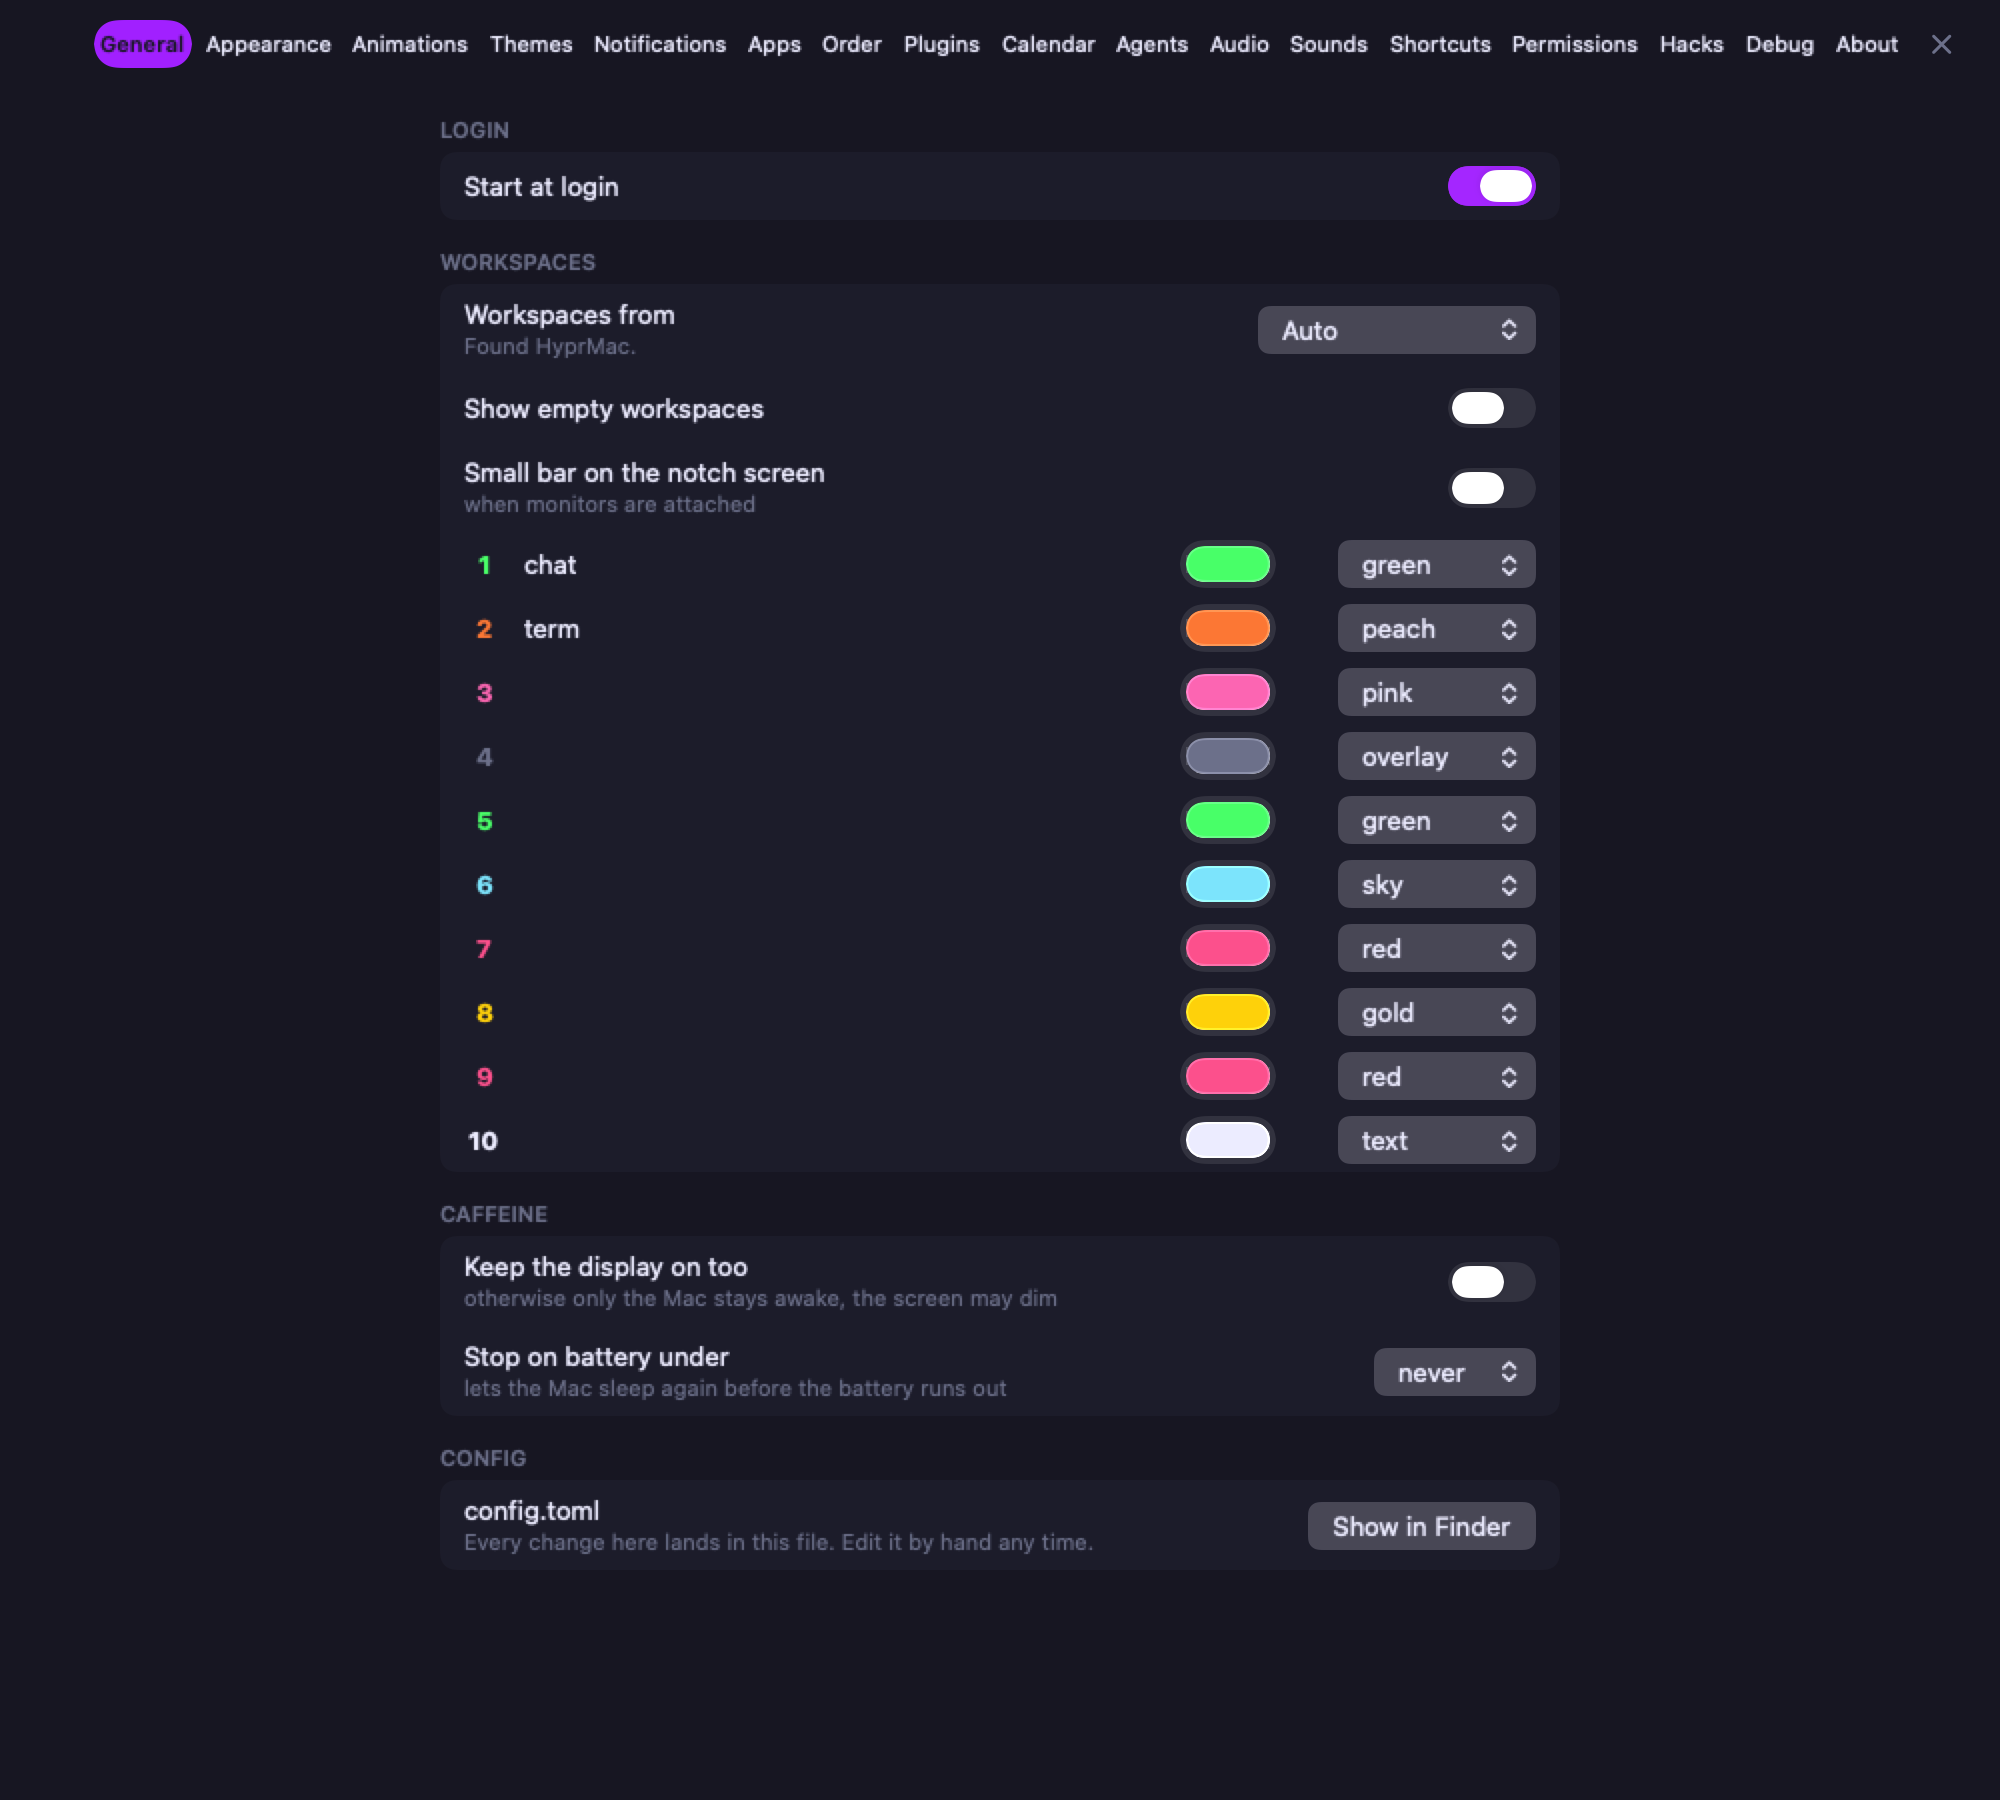 General Appearance Animations Themes Notifications Apps Order Plugins Calendar Agents Audio Sounds Shortcuts Permissions Hacks Debug About
LOGIN
Start at login
WORKSPACES
Workspaces from
Found HyprMac.
Auto
Show empty workspaces
Small bar on the notch screen
when monitors are attached
1 chat green
2 term peach
3 pink
4 overlay
5 green
6 sky
7 red
8 gold
9 red
10 text
CAFFEINE
Keep the display on too
otherwise only the Mac stays awake, the screen may dim
Stop on battery under
lets the Mac sleep again before the battery runs out
never
CONFIG
config.toml
Every change here lands in this file. Edit it by hand any time.
Show in Finder